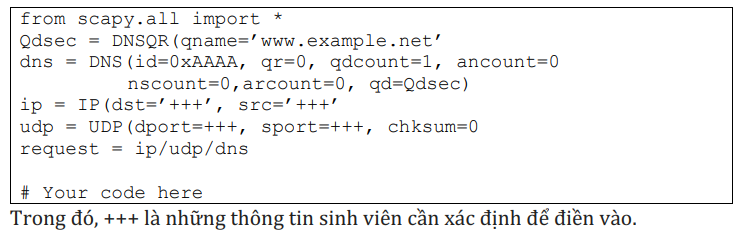 from scapy.all import *
Qdsec = DNSQR(qname=’www.example.net’
dns = DNS(id=0xAAAA, qr=0, qdcount=1, ancount=0
nscount=0,arcount=0, qd=Qdsec)
ip = IP(dst=’+++’, src=’+++’
udp = UDP(dport=+++, sport=+++, chksum=0
request = ip/udp/dns
# Your code here
Trong đó, +++ là những thông tin sinh viên cần xác định để điền vào.